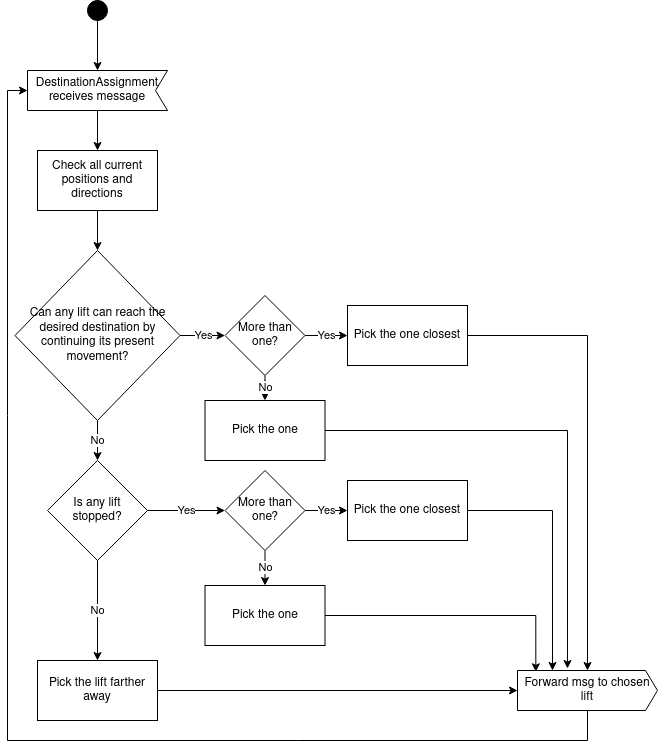 DestinationAssignment
receives message
Check all current
positions and
directions
Can any lift can reach the
desired destination by
continuing its present
movement?
Yes
More than
one?
Yes
Pick the one closest
No
Pick the one
No
Is any lift
stopped?
Yes
More than
one?
Yes
Pick the one closest
No
Pick the one
No
Pick the lift farther
away
Forward msg to chosen
lift